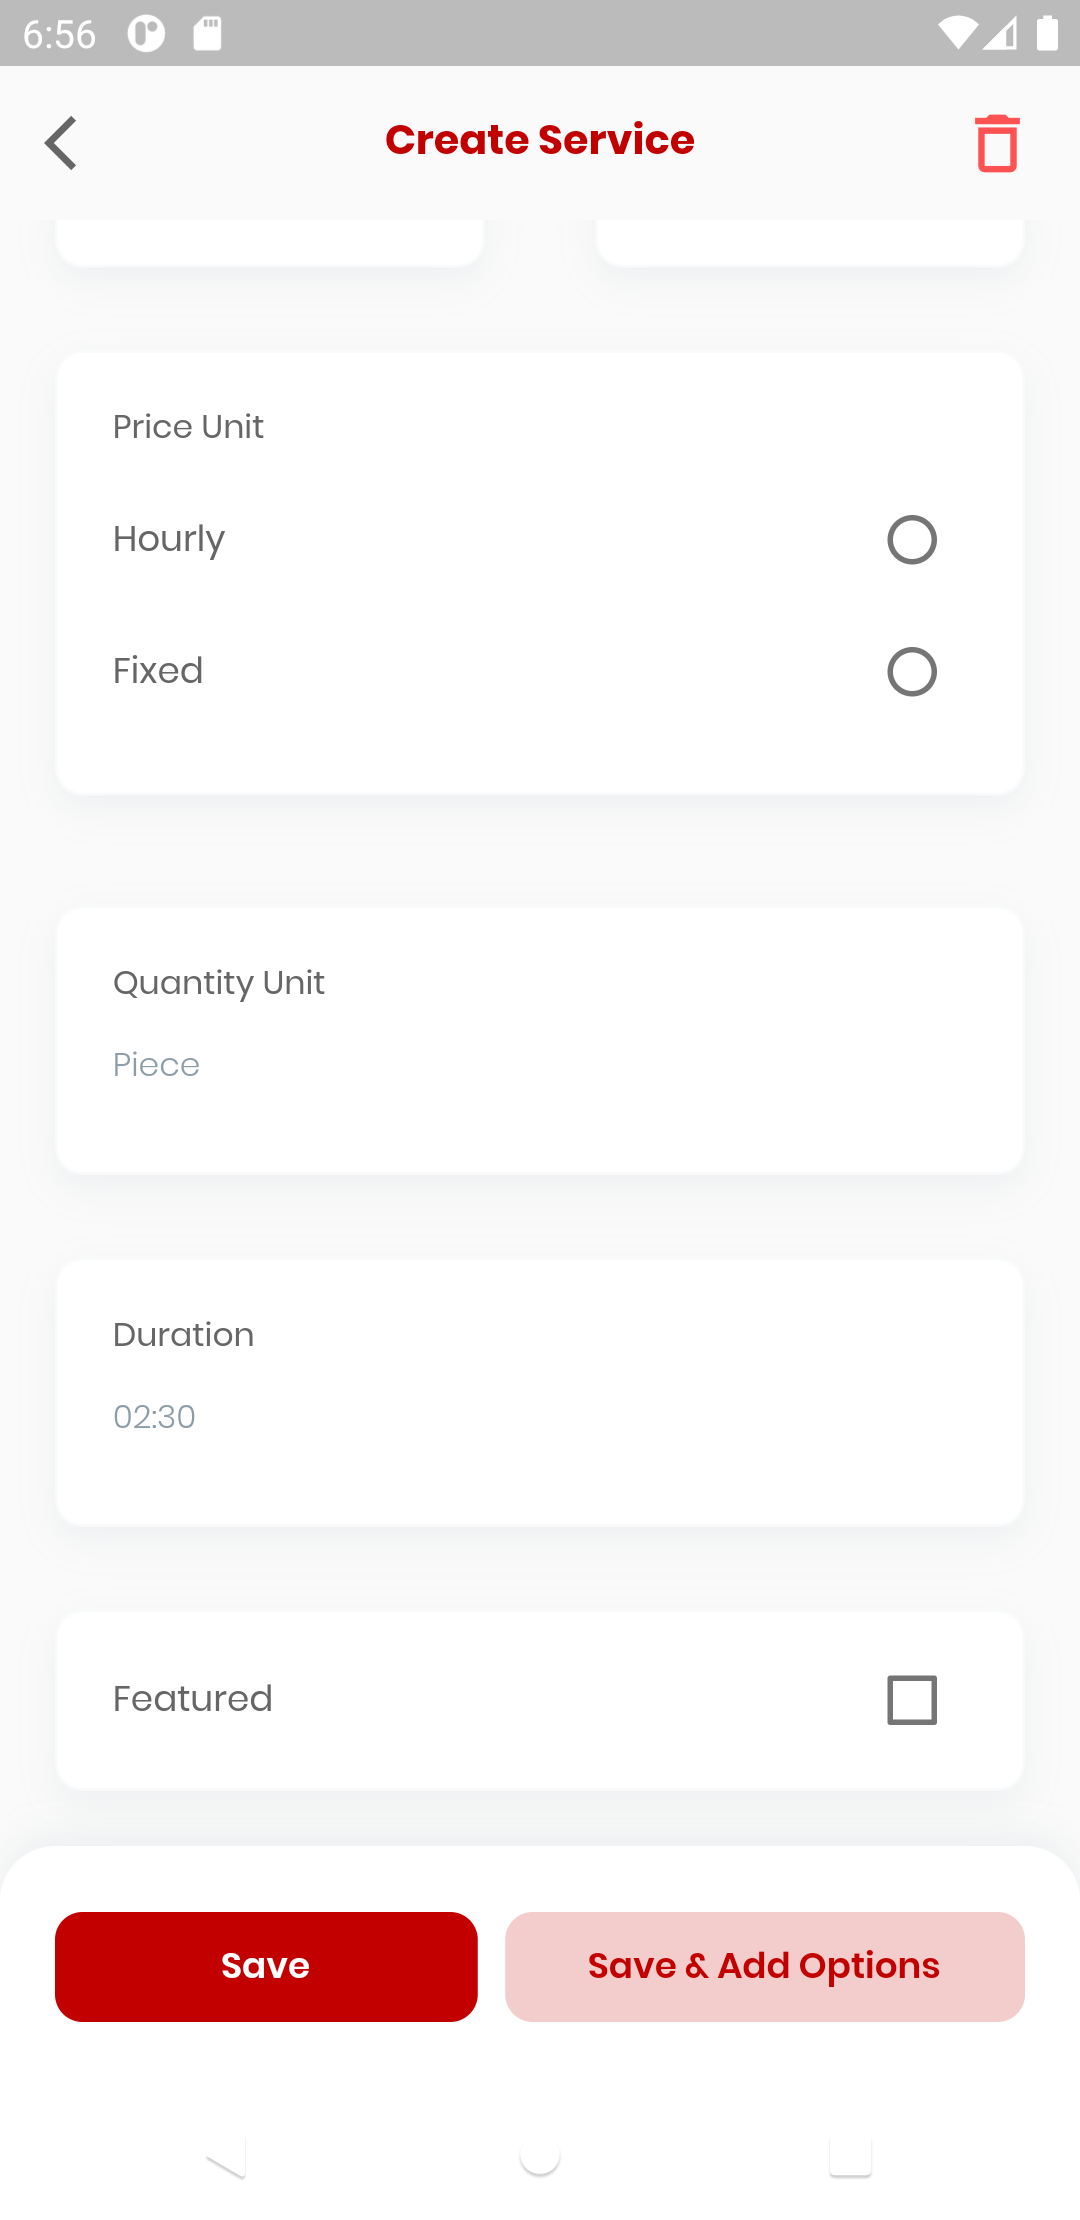 6:56
Create Service
Price Unit
Hourly
Fixed
Quantity Unit
Piece
Duration
02:30
Featured
Save
Save & Add Options